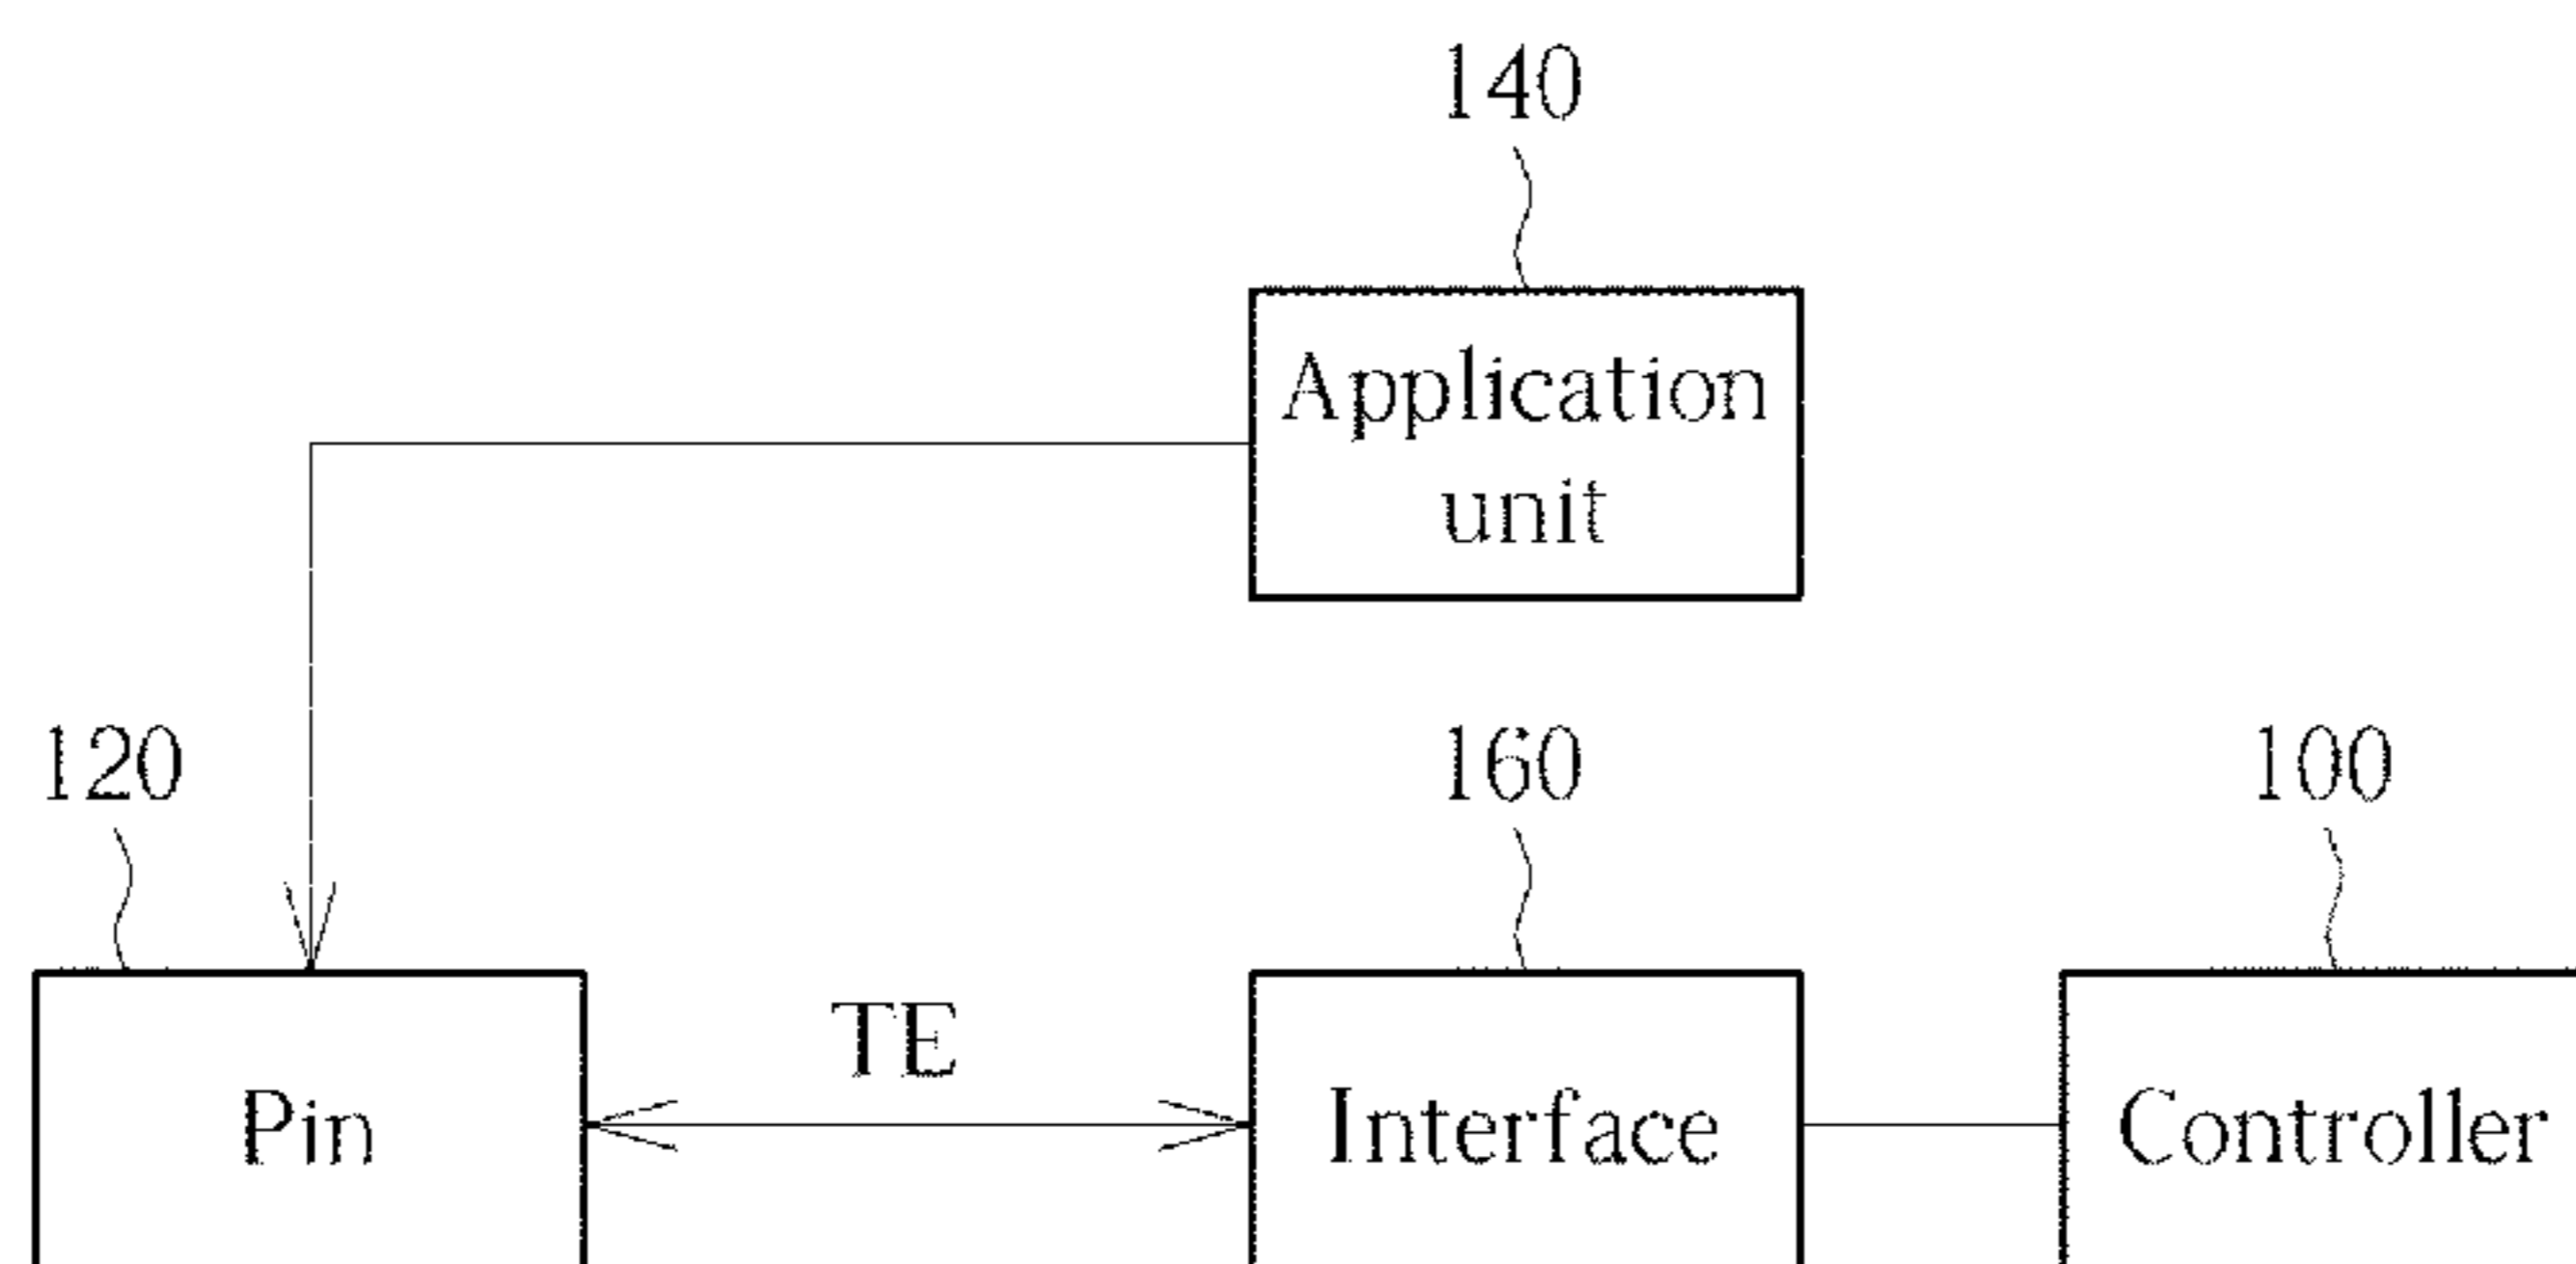 140
Application
unit
120
160
100
TE
Pin
Interface
Controller